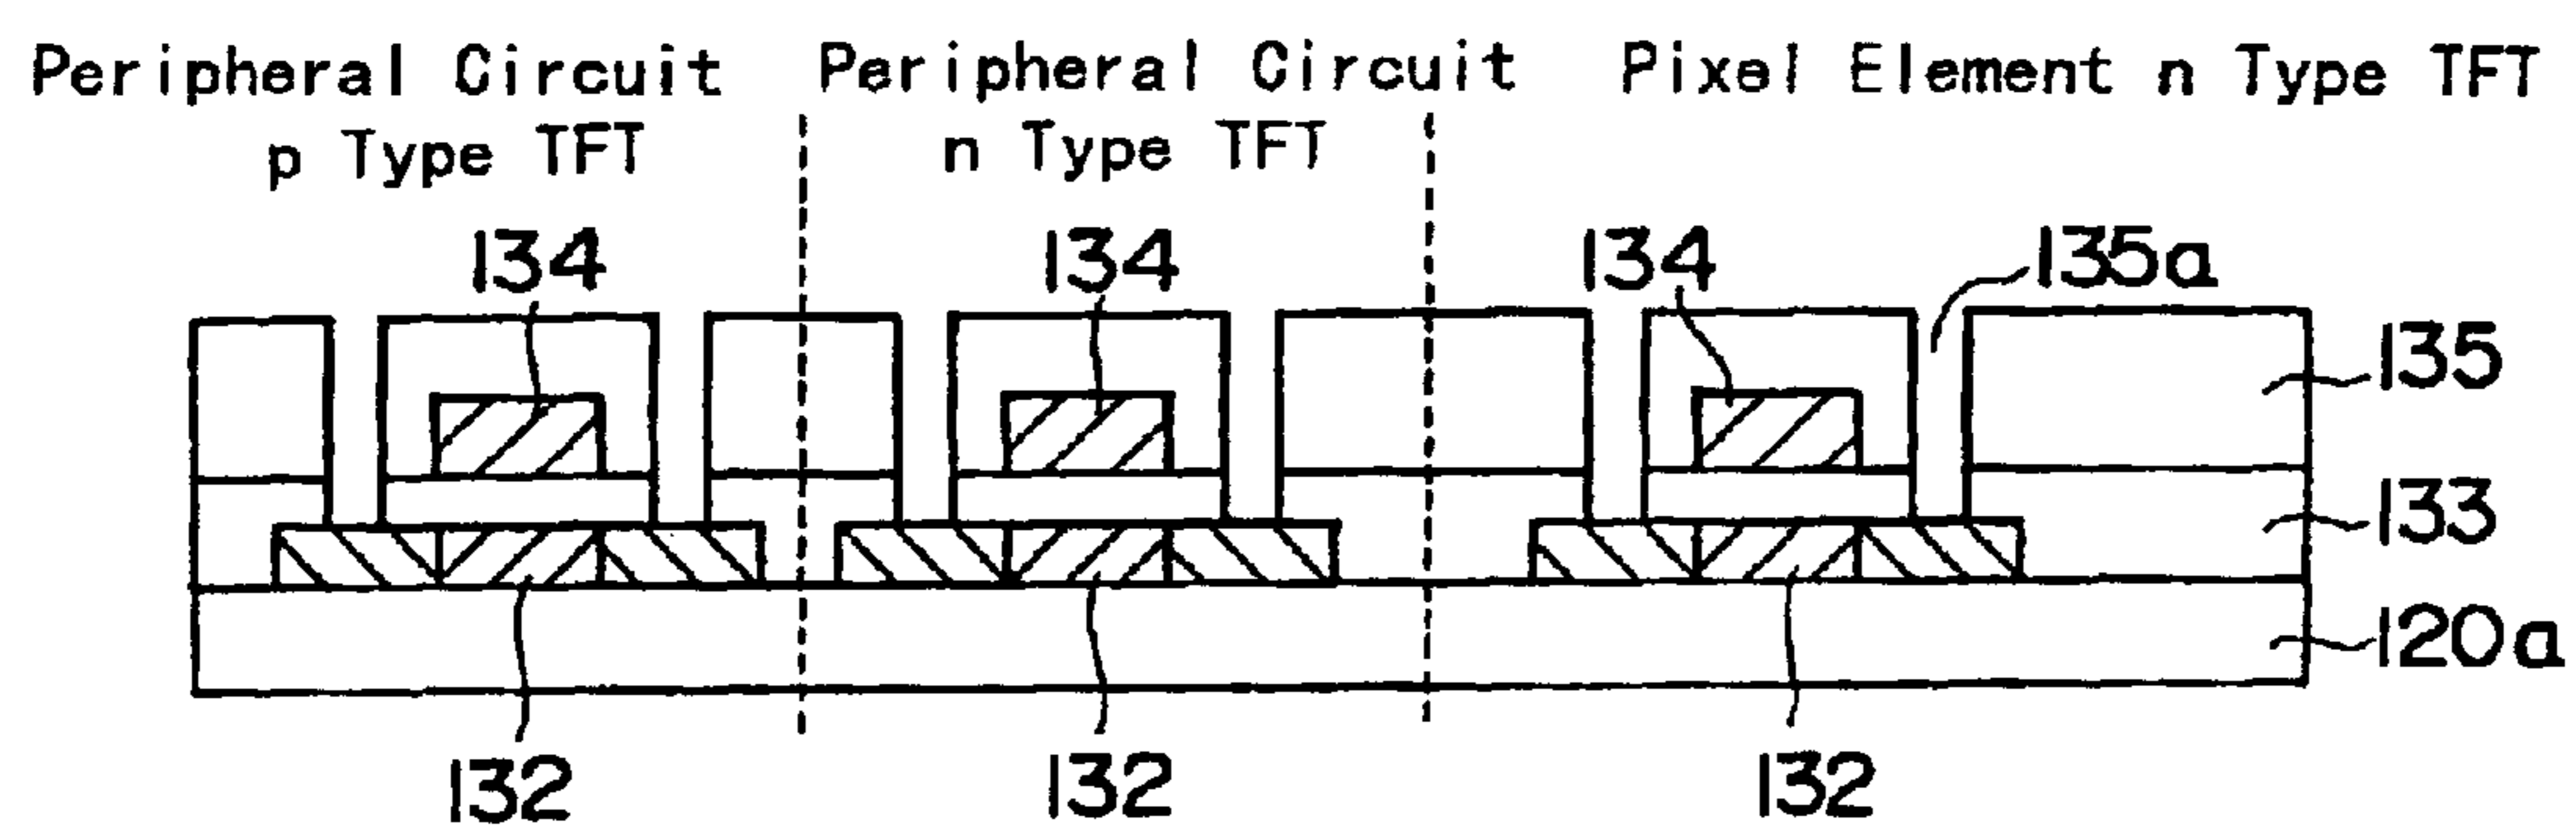 Peripheral Circuit
p Type TFT
Peripheral Circuit
n Type TFT
Pixel Element n Type TFT
134
134
134
135a
135
133
120a
132
132
132